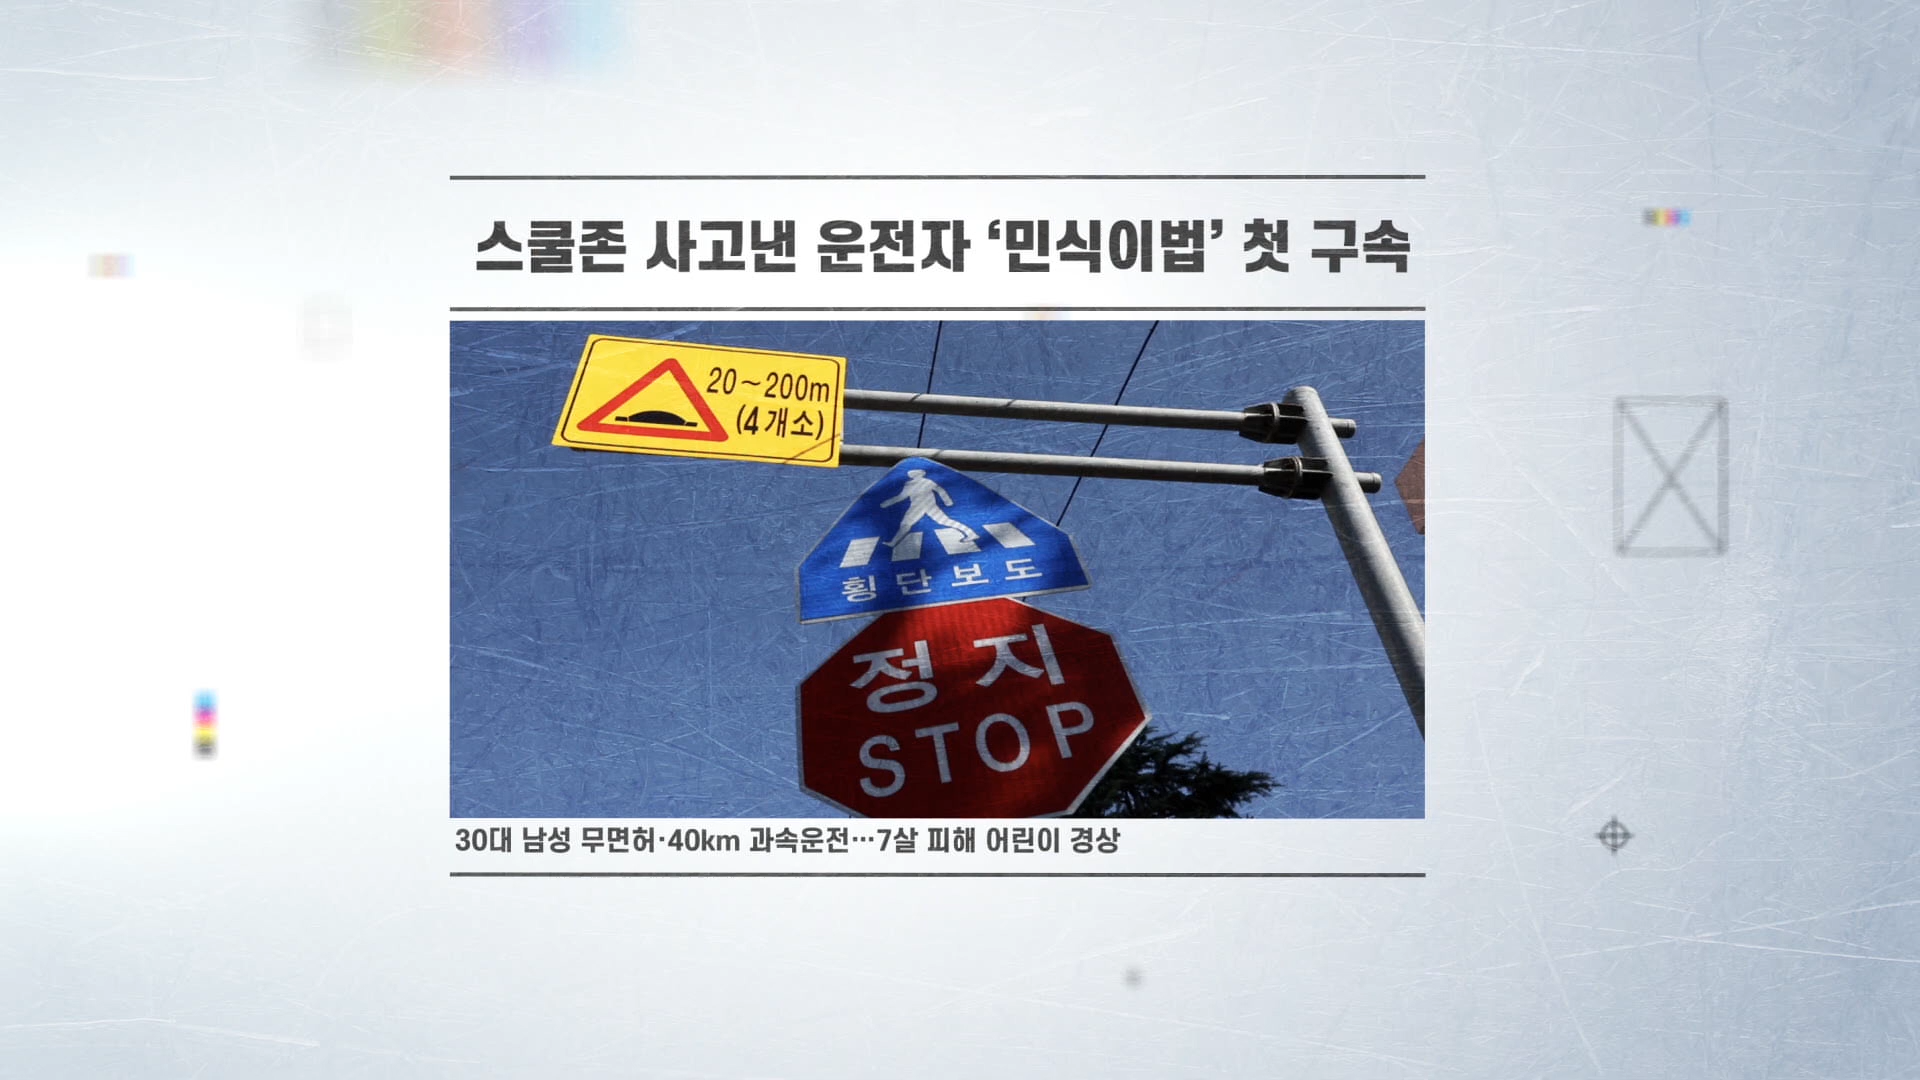 스쿨존 사고낸 운전자 ‘민식이법’ 첫 구속
20~200m
(4개소)
횡단보도
정지
STOP
30대 남성 무면허·40km 과속운전…7살 피해 어린이 경상